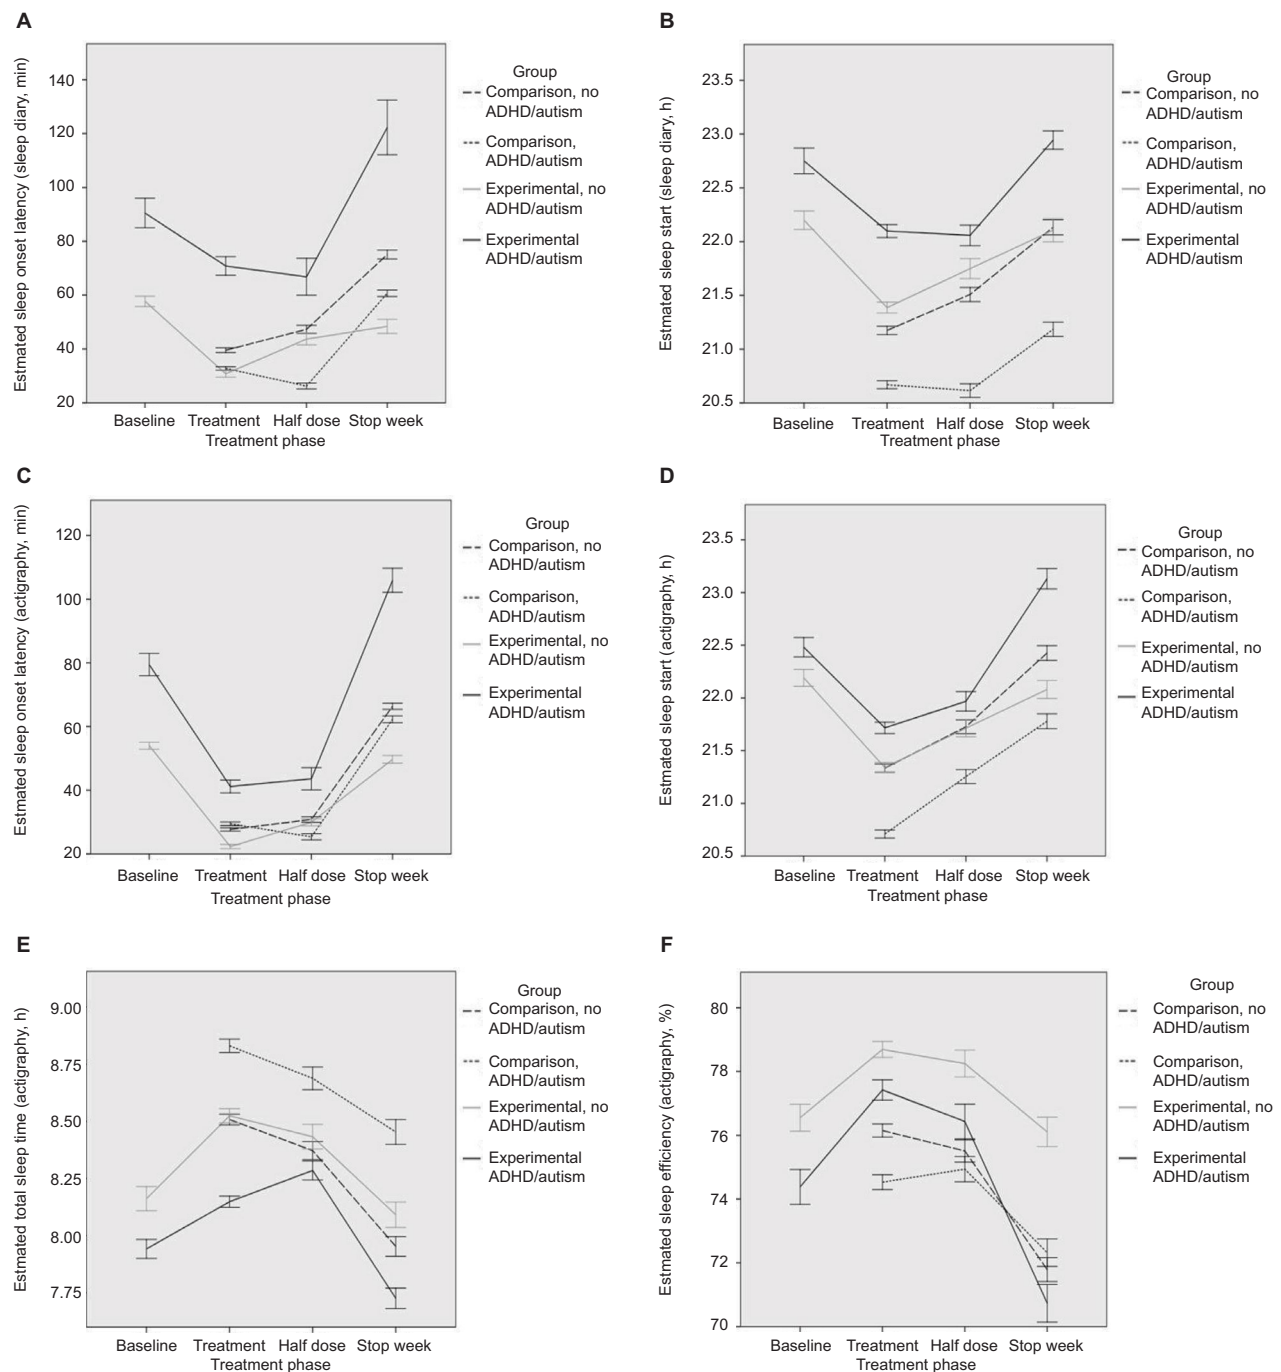 A
Estmated sleep onset latency (sleep diary, min)
140
120
100
80
60
40
20
Baseline Treatment Half dose Stop week
Treatment phase
Group
Comparison, no
ADHD/autism
Comparison,
ADHD/autism
Experimental, no
ADHD/autism
Experimental
ADHD/autism
B
Estmated sleep start (sleep diary, h)
23.5
23.0
22.5
22.0
21.5
21.0
20.5
Baseline Treatment Half dose Stop week
Treatment phase
Group
Comparison, no
ADHD/autism
Comparison,
ADHD/autism
Experimental, no
ADHD/autism
Experimental
ADHD/autism
C
Estmated sleep onset latency (actigraphy, min)
120
100
80
60
40
20
Baseline Treatment Half dose Stop week
Treatment phase
Group
Comparison, no
ADHD/autism
Comparison,
ADHD/autism
Experimental, no
ADHD/autism
Experimental
ADHD/autism
D
Estmated sleep start (actigraphy, h)
23.5
23.0
22.5
22.0
21.5
21.0
20.5
Baseline Treatment Half dose Stop week
Treatment phase
Group
Comparison, no
ADHD/autism
Comparison,
ADHD/autism
Experimental, no
ADHD/autism
Experimental
ADHD/autism
E
Estmated total sleep time (actigraphy, h)
9.00
8.75
8.50
8.25
8.00
7.75
Baseline Treatment Half dose Stop week
Treatment phase
Group
Comparison, no
ADHD/autism
Comparison,
ADHD/autism
Experimental, no
ADHD/autism
Experimental
ADHD/autism
F
Estmated sleep efficiency (actigraphy, %)
80
78
76
74
72
70
Baseline Treatment Half dose Stop week
Treatment phase
Group
Comparison, no
ADHD/autism
Comparison,
ADHD/autism
Experimental, no
ADHD/autism
Experimental
ADHD/autism